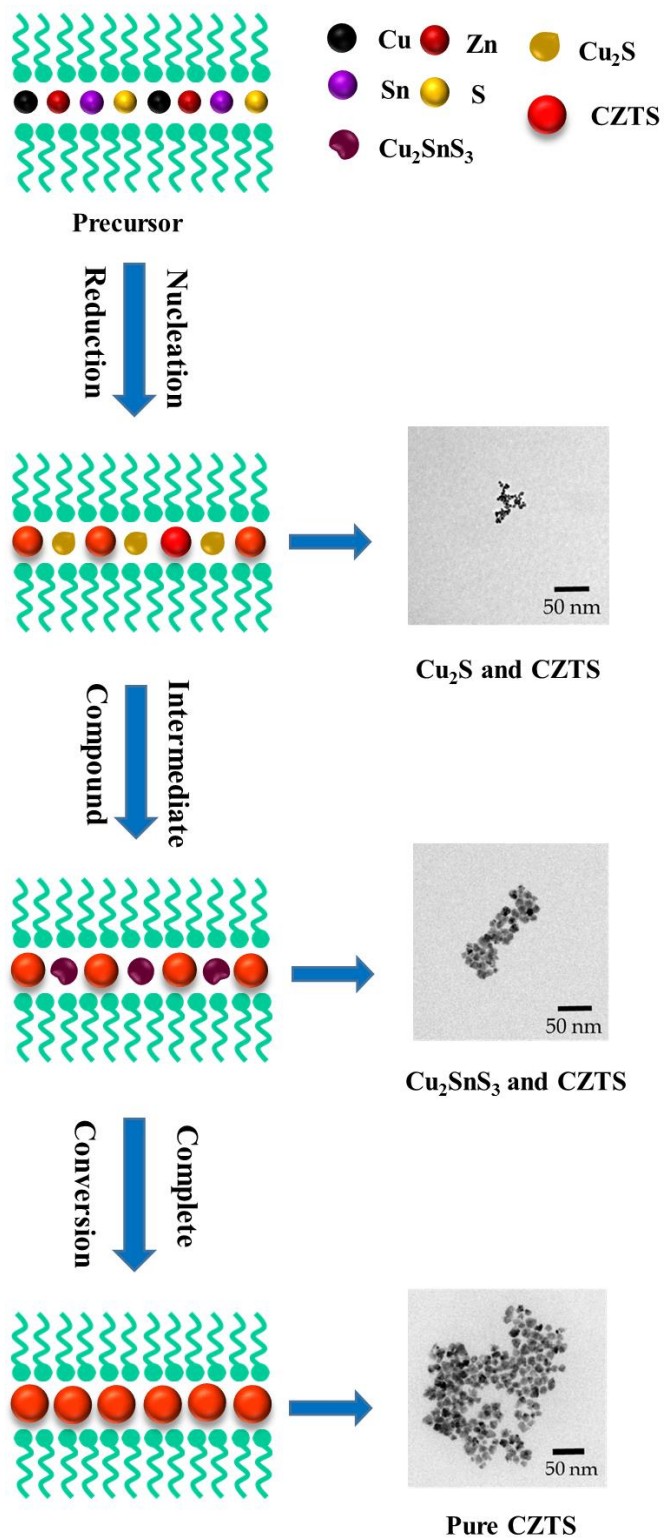 Cu
Zn
Cu₂S
Sn
S
CZTS
Cu₂SnS₃
Precursor
Nucleation
Reduction
50 nm
Cu₂S and CZTS
Intermediate
Compound
50 nm
Cu₂SnS₃ and CZTS
Complete
Conversion
50 nm
Pure CZTS